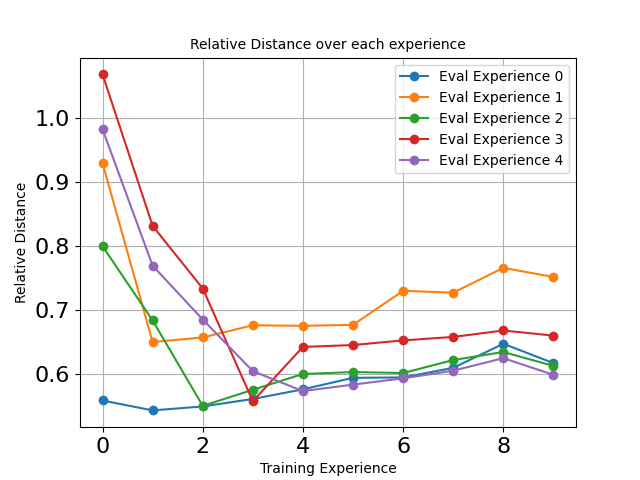 Relative Distance over each experience
Eval Experience 0
Eval Experience 1
Eval Experience 2
Eval Experience 3
Eval Experience 4
1.0
0.9
0.8
0.7
0.6
Relative Distance
0 2 4 6 8
Training Experience